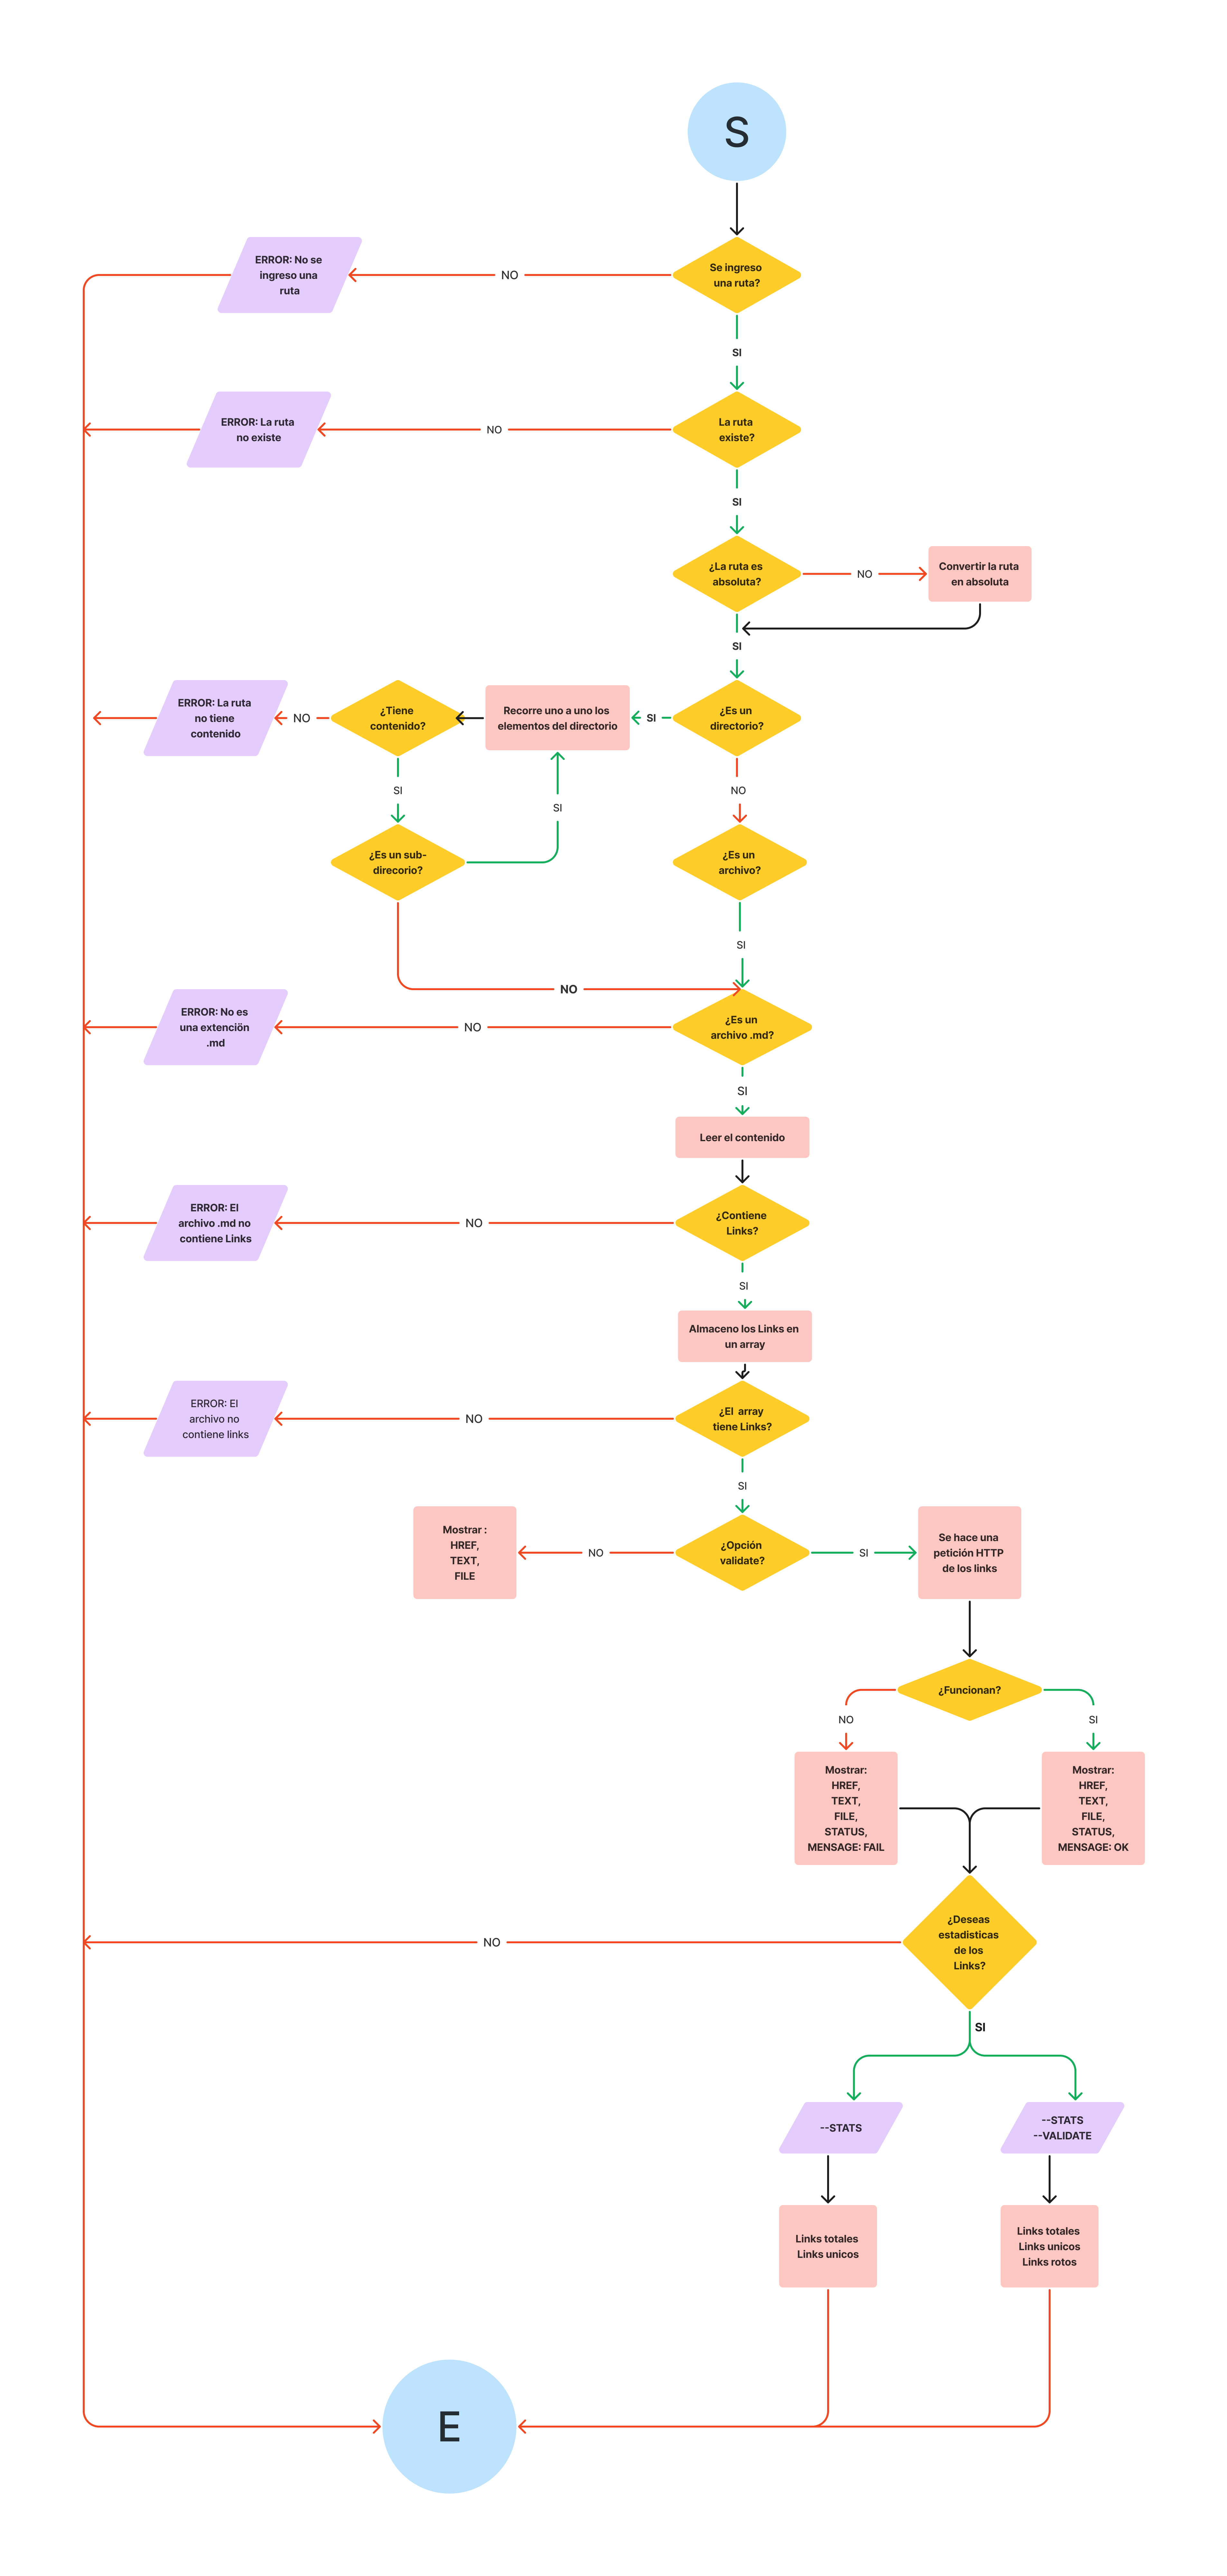 S
Se ingreso
una ruta?
NO
ERROR: No se
ingreso una
ruta
SI
La ruta
existe?
NO
ERROR: La ruta
no existe
SI
¿La ruta es
absoluta?
NO
Convertir la ruta
en absoluta
SI
¿Es un
directorio?
SI
Recorre uno a uno los
elementos del directorio
¿Tiene
contenido?
NO
ERROR: La ruta
no tiene
contenido
SI
SI
NO
¿Es un sub-
direcorio?
¿Es un
archivo?
SI
NO
ERROR: No es
una extenciön
.md
NO
¿Es un
archivo .md?
SI
Leer el contenido
¿Contiene
Links?
NO
ERROR: El
archivo .md no
contiene Links
SI
Almaceno los Links en
un array
¿El array
tiene Links?
NO
ERROR: El
archivo no
contiene links
SI
¿Opción
validate?
NO
Mostrar :
HREF,
TEXT,
FILE
SI
Se hace una
petición HTTP
de los links
¿Funcionan?
NO
SI
Mostrar:
HREF,
TEXT,
FILE,
STATUS,
MENSAGE: FAIL
Mostrar:
HREF,
TEXT,
FILE,
STATUS,
MENSAGE: OK
¿Deseas
estadisticas
de los
Links?
NO
SI
--STATS
--STATS
--VALIDATE
Links totales
Links unicos
Links totales
Links unicos
Links rotos
E